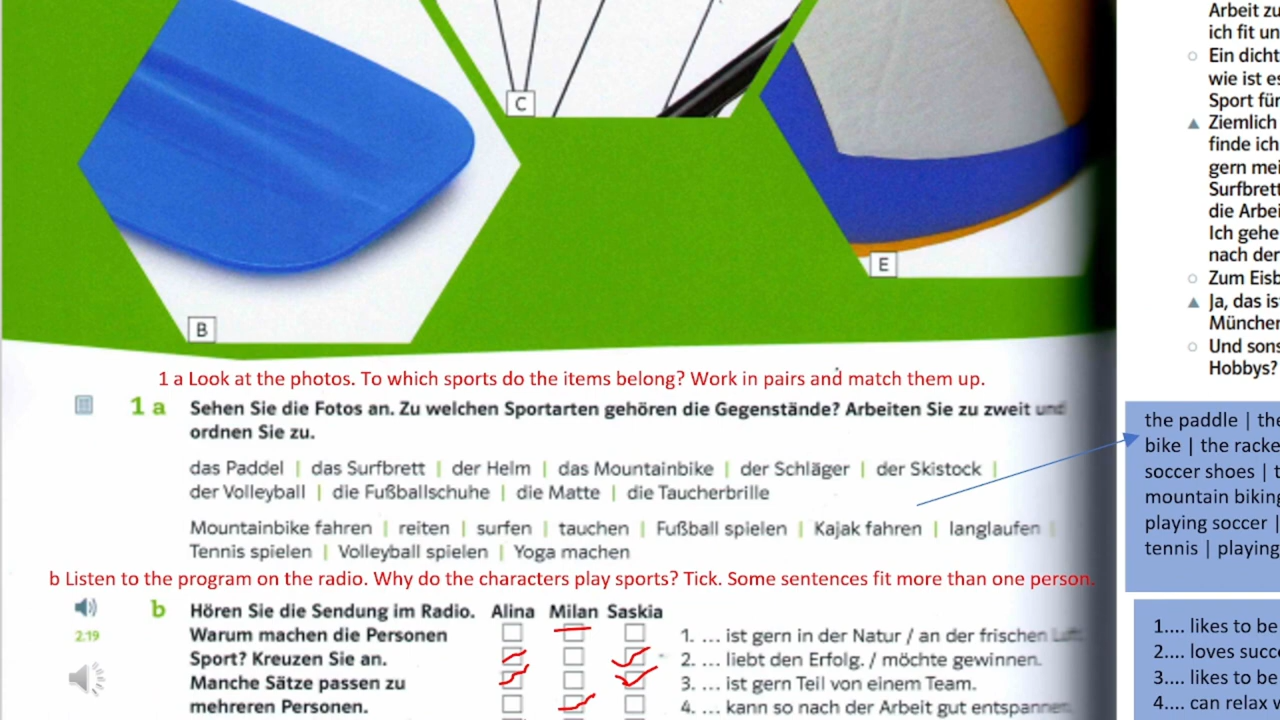 C
E
B
1 a Look at the photos. To which sports do the items belong? Work in pairs and match them up.
1 a Sehen Sie die Fotos an. Zu welchen Sportarten gehören die Gegenstände? Arbeiten Sie zu zweit und
ordnen Sie zu.
das Paddel | das Surfbrett | der Helm | das Mountainbike | der Schläger | der Skistock |
der Volleyball | die Fußballschuhe | die Matte | die Taucherbrille
Mountainbike fahren | reiten | surfen | tauchen | Fußball spielen | Kajak fahren | langlaufen |
Tennis spielen | Volleyball spielen | Yoga machen
b Listen to the program on the radio. Why do the characters play sports? Tick. Some sentences fit more than one person.
b Hören Sie die Sendung im Radio. Alina Milan Saskia
2.19 Warum machen die Personen 1. ... ist gern in der Natur / an der frischen Luft.
Sport? Kreuzen Sie an. 2. ... liebt den Erfolg. / möchte gewinnen.
Manche Sätze passen zu 3. ... ist gern Teil von einem Team.
mehreren Personen. 4. ... kann so nach der Arbeit gut entspannen.
Arbeit zu
ich fit un
Ein dicht
wie ist es
Sport für
Ziemlich
finde ich
gern mei
Surfbrett
die Arbei
Ich gehe
nach der
Zum Eisb
Ja, das is
München
Und sons
Hobbys?
the paddle | the
bike | the racke
soccer shoes | t
mountain biking
playing soccer |
tennis | playing
1.... likes to be
2.... loves succe
3.... likes to be
4.... can relax w